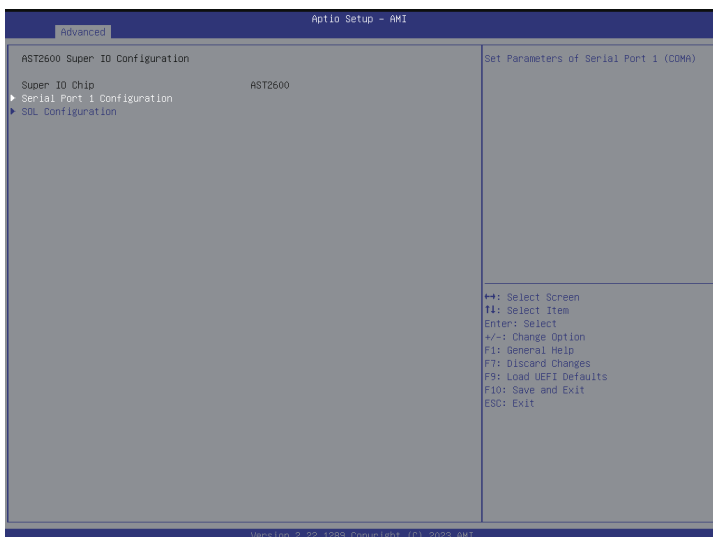 Aptio Setup – AMI
Advanced
AST2600 Super IO Configuration
Super IO Chip AST2600
Serial Port 1 Configuration
SOL Configuration
Set Parameters of Serial Port 1 (COMA)
↔: Select Screen
↑↓: Select Item
Enter: Select
+/-: Change Option
F1: General Help
F7: Discard Changes
F9: Load UEFI Defaults
F10: Save and Exit
ESC: Exit
Version 2.22.1289 Copyright (C) 2023 AMI